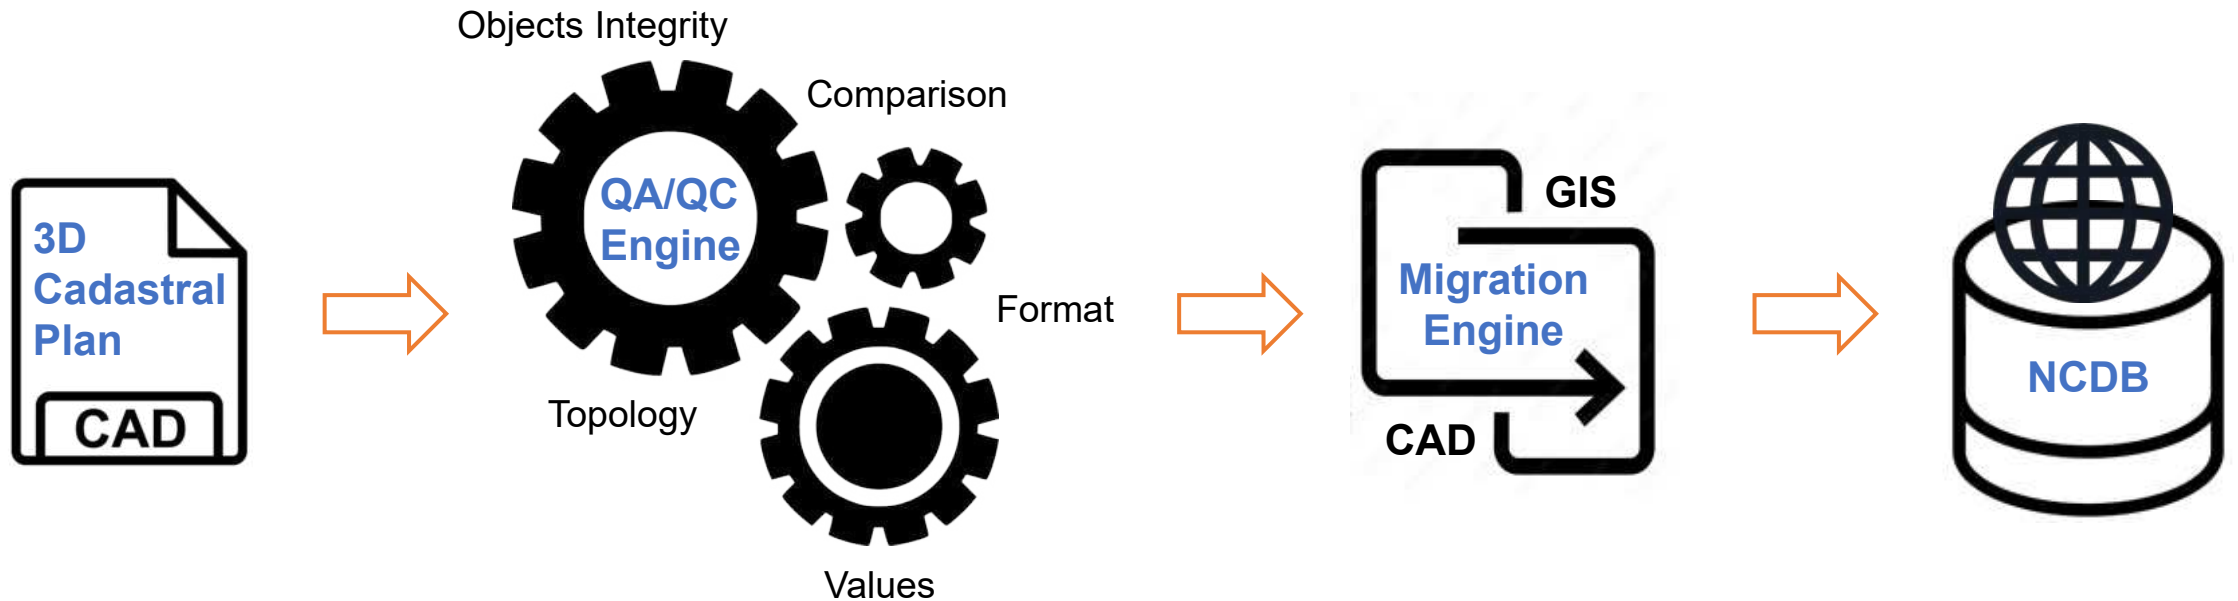 Objects Integrity
Comparison
3D
Cadastral
Plan
CAD
QA/QC
Engine
Format
Topology
Values
GIS
Migration
Engine
CAD
NCDB